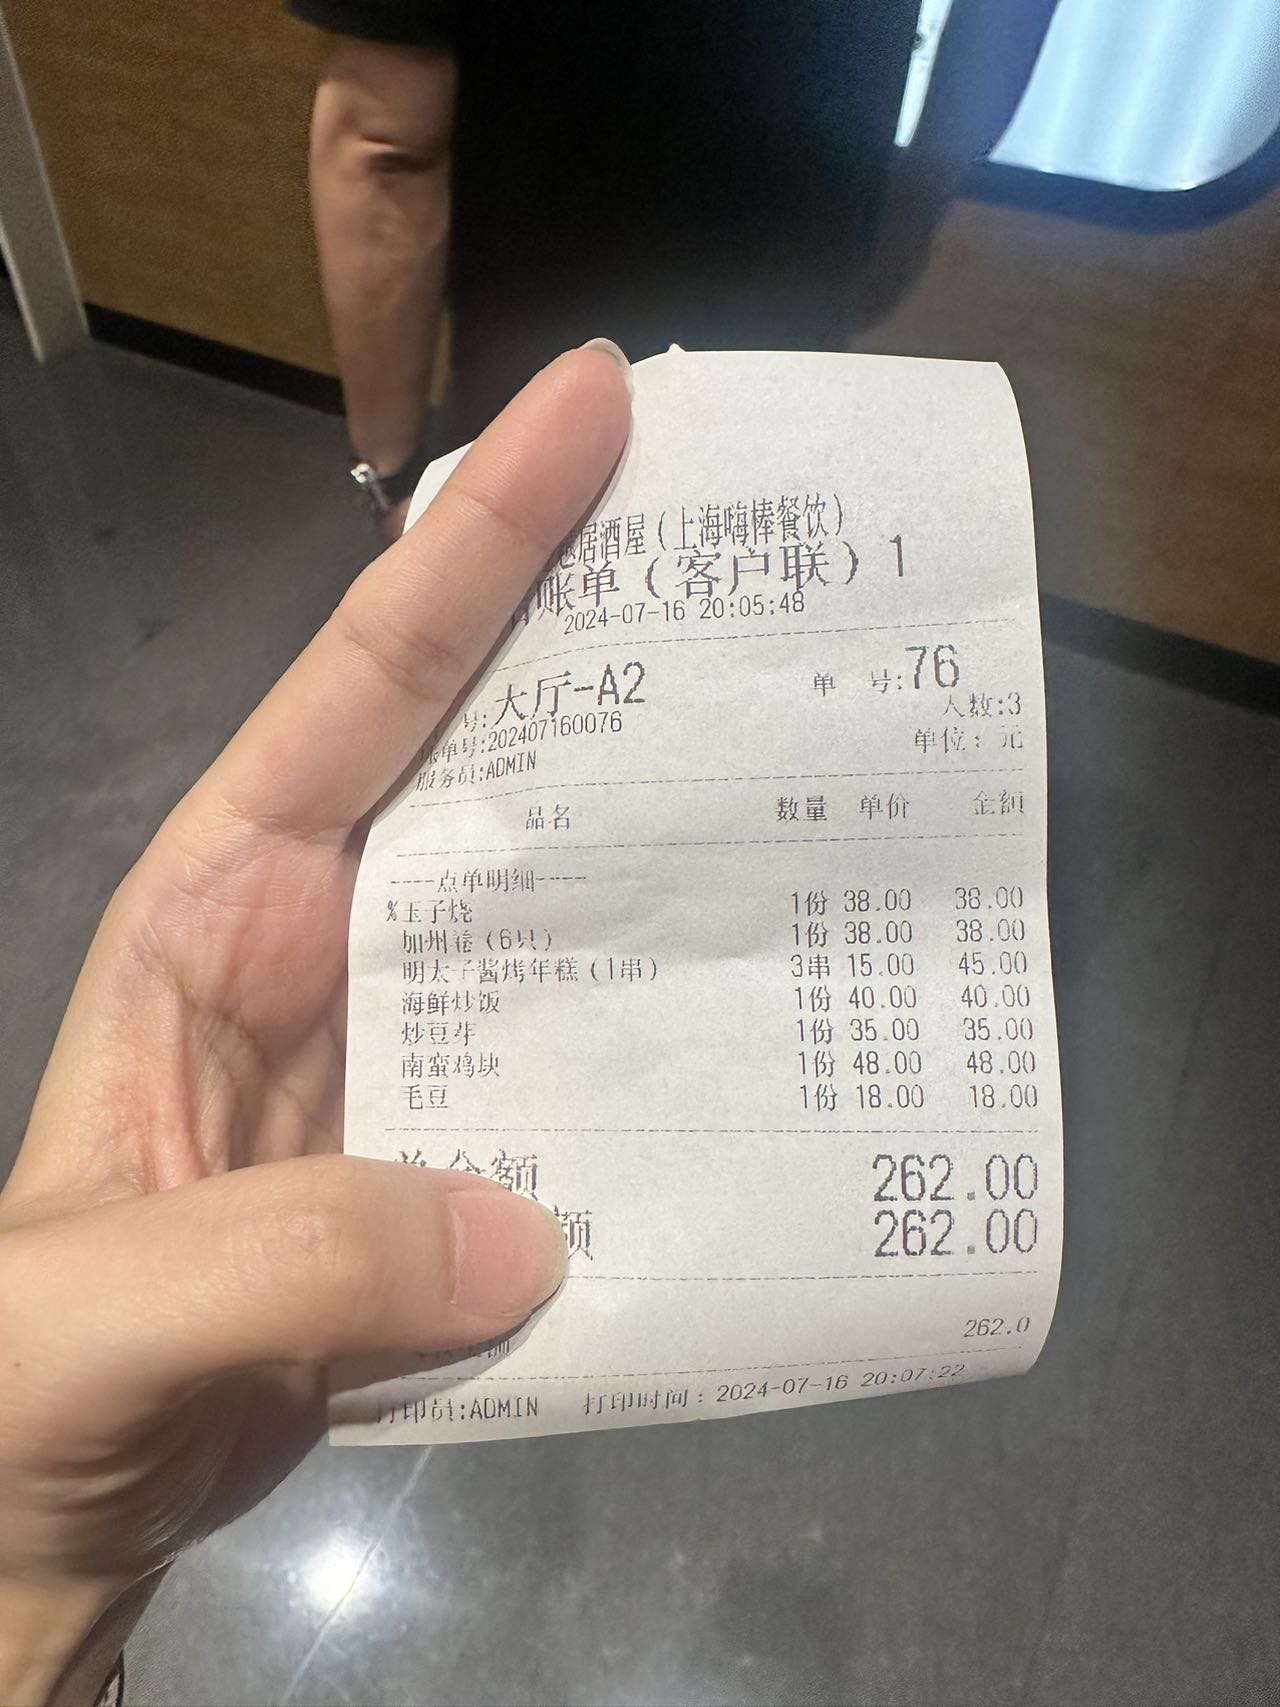 居酒屋（上海嗨棒餐饮）
账单（客户联）1
2024-07-16 20:05:48
号:大厅-A2 单 号:76
人数:3
单号:202407160076
单位：元
服务员:ADMIN
品名 数量 单价 金额
----点单明细----
%玉子烧 1份 38.00 38.00
加州卷（6只） 1份 38.00 38.00
明太子酱烤年糕（1串） 3串 15.00 45.00
海鲜炒饭 1份 40.00 40.00
炒豆芽 1份 35.00 35.00
南蛮鸡块 1份 48.00 48.00
毛豆 1份 18.00 18.00
金额 262.00
额 262.00
262.0
打印员:ADMIN 打印时间：2024-07-16 20:07:22